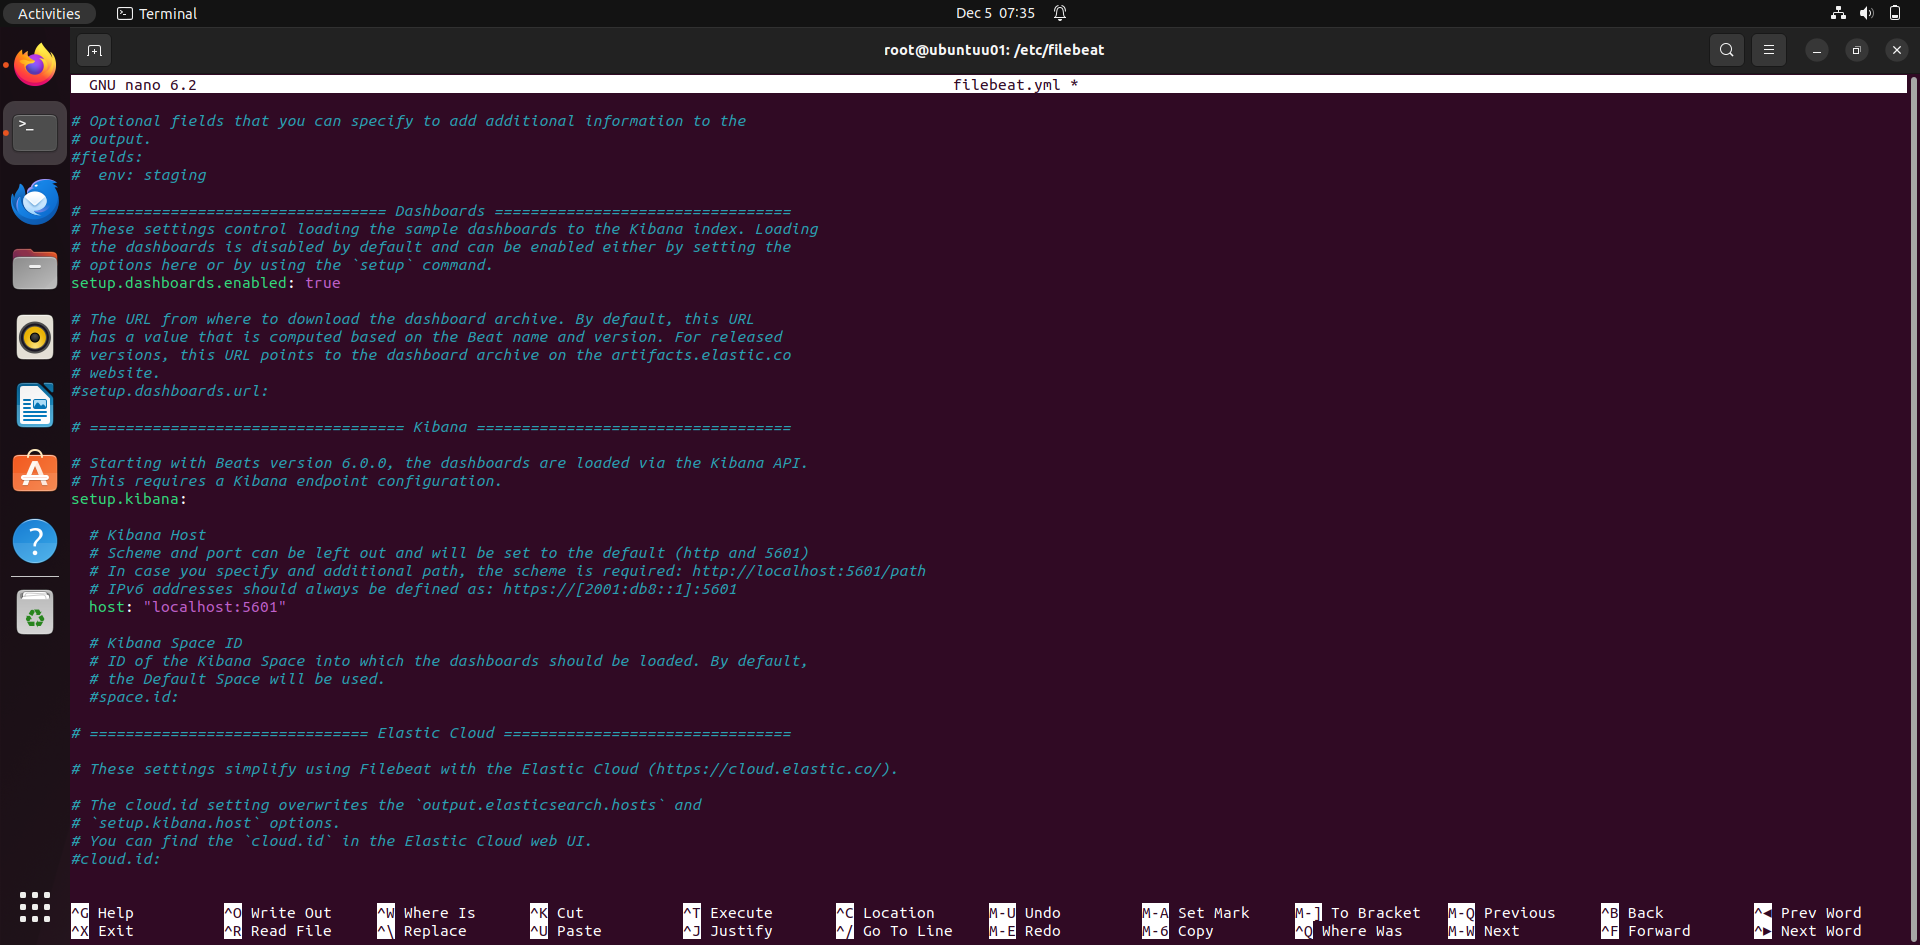 Activities
Terminal
Dec 5 07:35
root@ubuntuu01: /etc/filebeat
GNU nano 6.2
filebeat.yml *
# Optional fields that you can specify to add additional information to the
# output.
#fields:
#  env: staging
# ================================= Dashboards =================================
# These settings control loading the sample dashboards to the Kibana index. Loading
# the dashboards is disabled by default and can be enabled either by setting the
# options here or by using the `setup` command.
setup.dashboards.enabled: true
# The URL from where to download the dashboard archive. By default, this URL
# has a value that is computed based on the Beat name and version. For released
# versions, this URL points to the dashboard archive on the artifacts.elastic.co
# website.
#setup.dashboards.url:
# =================================== Kibana ===================================
# Starting with Beats version 6.0.0, the dashboards are loaded via the Kibana API.
# This requires a Kibana endpoint configuration.
setup.kibana:
# Kibana Host
# Scheme and port can be left out and will be set to the default (http and 5601)
# In case you specify and additional path, the scheme is required: http://localhost:5601/path
# IPv6 addresses should always be defined as: https://[2001:db8::1]:5601
host: "localhost:5601"
# Kibana Space ID
# ID of the Kibana Space into which the dashboards should be loaded. By default,
# the Default Space will be used.
#space.id:
# =============================== Elastic Cloud ================================
# These settings simplify using Filebeat with the Elastic Cloud (https://cloud.elastic.co/).
# The cloud.id setting overwrites the `output.elasticsearch.hosts` and
# `setup.kibana.host` options.
# You can find the `cloud.id` in the Elastic Cloud web UI.
#cloud.id:
^G Help ^O Write Out ^W Where Is ^K Cut ^T Execute ^C Location M-U Undo M-A Set Mark M-] To Bracket M-Q Previous ^B Back ^◄ Prev Word
^X Exit ^R Read File ^\ Replace ^U Paste ^J Justify ^/ Go To Line M-E Redo M-6 Copy ^Q Where Was M-W Next ^F Forward ^► Next Word